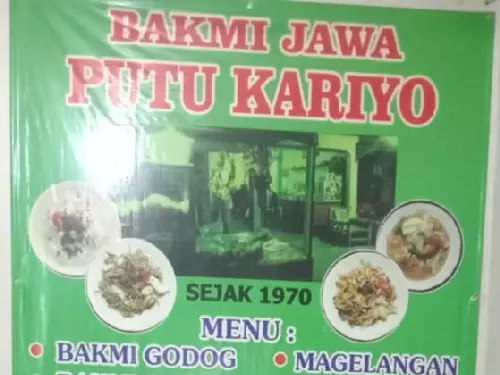 BAKMI JAWA
PUTU KARIYO
SEJAK 1970
MENU :
• BAKMI GODOG • MAGELANGAN